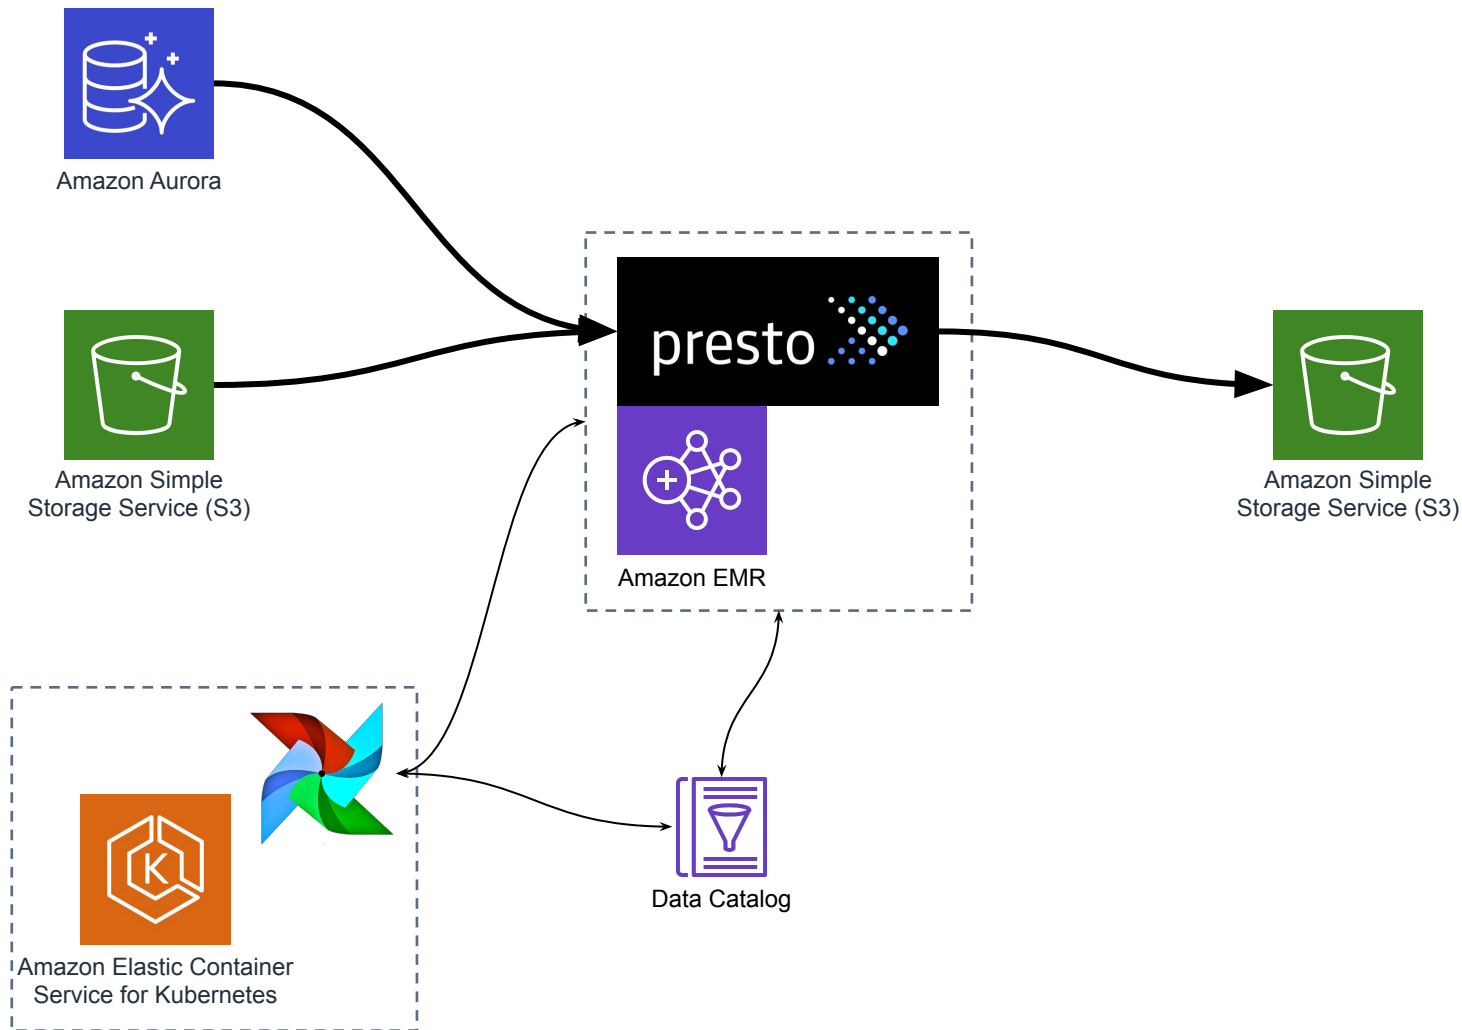 Amazon Aurora
presto
Amazon Simple
Storage Service (S3)
Amazon EMR
Amazon Simple
Storage Service (S3)
K
Amazon Elastic Container
Service for Kubernetes
Data Catalog